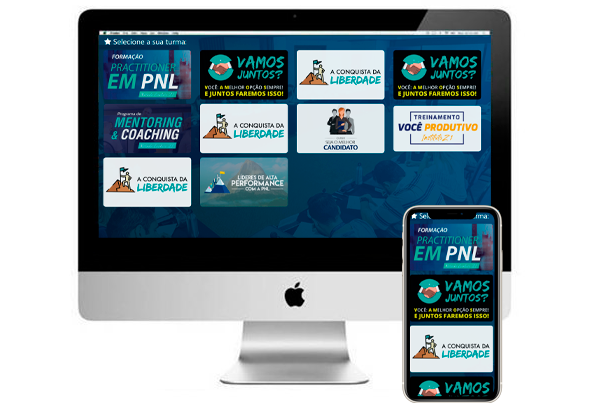 Selecione a sua turma:
FORMAÇÃO
PRACTITIONER
EM PNL
VAMOS
JUNTOS?
VOCÊ: A MELHOR OPÇÃO SEMPRE!
E JUNTOS FAREMOS ISSO!
A CONQUISTA DA
LIBERDADE
VAMOS
JUNTOS?
VOCÊ: A MELHOR OPÇÃO SEMPRE!
E JUNTOS FAREMOS ISSO!
Programa de
MENTORING
& COACHING
A CONQUISTA DA
LIBERDADE
SEJA O MELHOR
CANDIDATO
TREINAMENTO
VOCÊ PRODUTIVO
A CONQUISTA DA
LIBERDADE
LÍDERES DE ALTA
PERFORMANCE
COM A PNL
Sel
turma:
FORMAÇÃO
PRACTITIONER
EM PNL
VAMOS
JUNTOS?
VOCÊ: A MELHOR OPÇÃO SEMPRE!
E JUNTOS FAREMOS ISSO!
A CONQUISTA DA
LIBERDADE
VAMOS